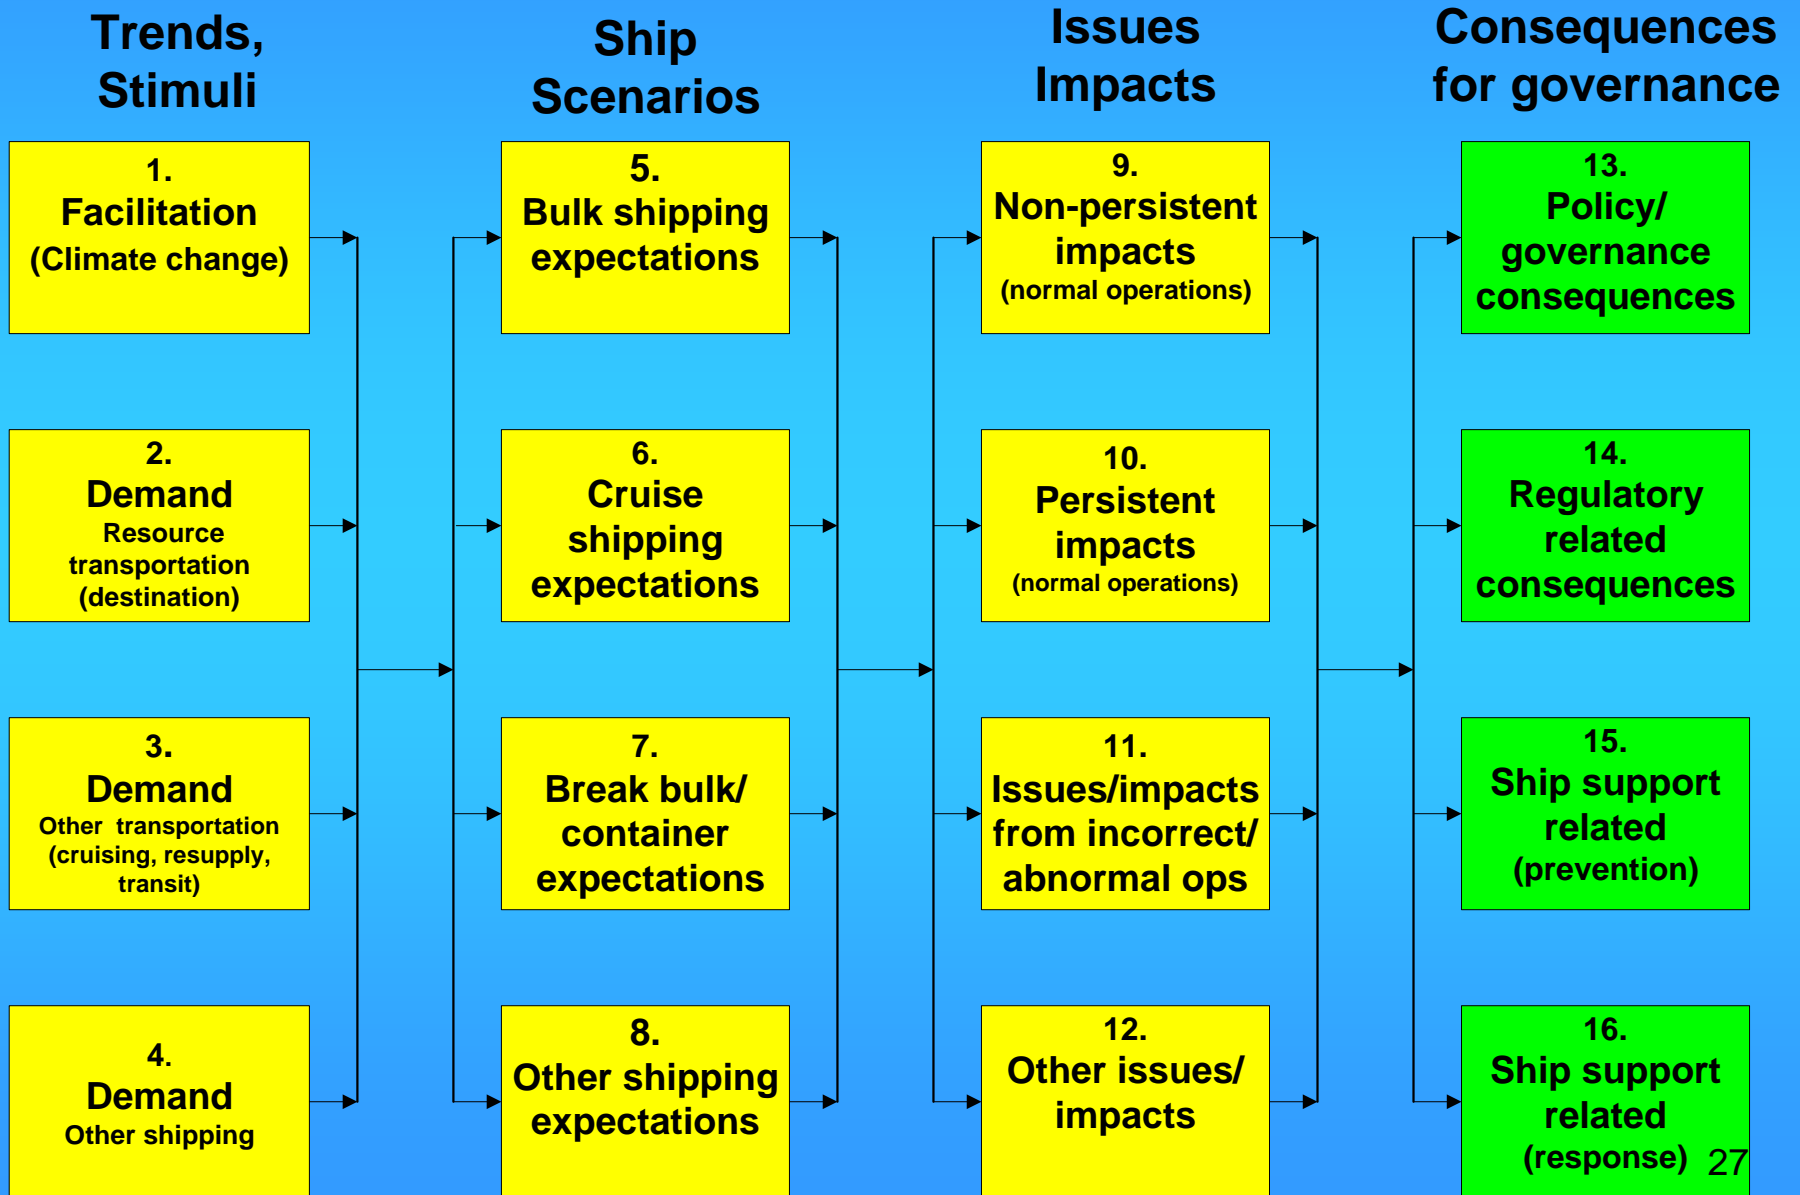 Trends,
Stimuli
Ship
Scenarios
Issues
Impacts
Consequences
for governance
1.
Facilitation
(Climate change)
5.
Bulk shipping
expectations
9.
Non-persistent
impacts
(normal operations)
13.
Policy/
governance
consequences
2.
Demand
Resource
transportation
(destination)
6.
Cruise
shipping
expectations
10.
Persistent
impacts
(normal operations)
14.
Regulatory
related
consequences
3.
Demand
Other transportation
(cruising, resupply,
transit)
7.
Break bulk/
container
expectations
11.
Issues/impacts
from incorrect/
abnormal ops
15.
Ship support
related
(prevention)
4.
Demand
Other shipping
8.
Other shipping
expectations
12.
Other issues/
impacts
16.
Ship support
related
(response)
27